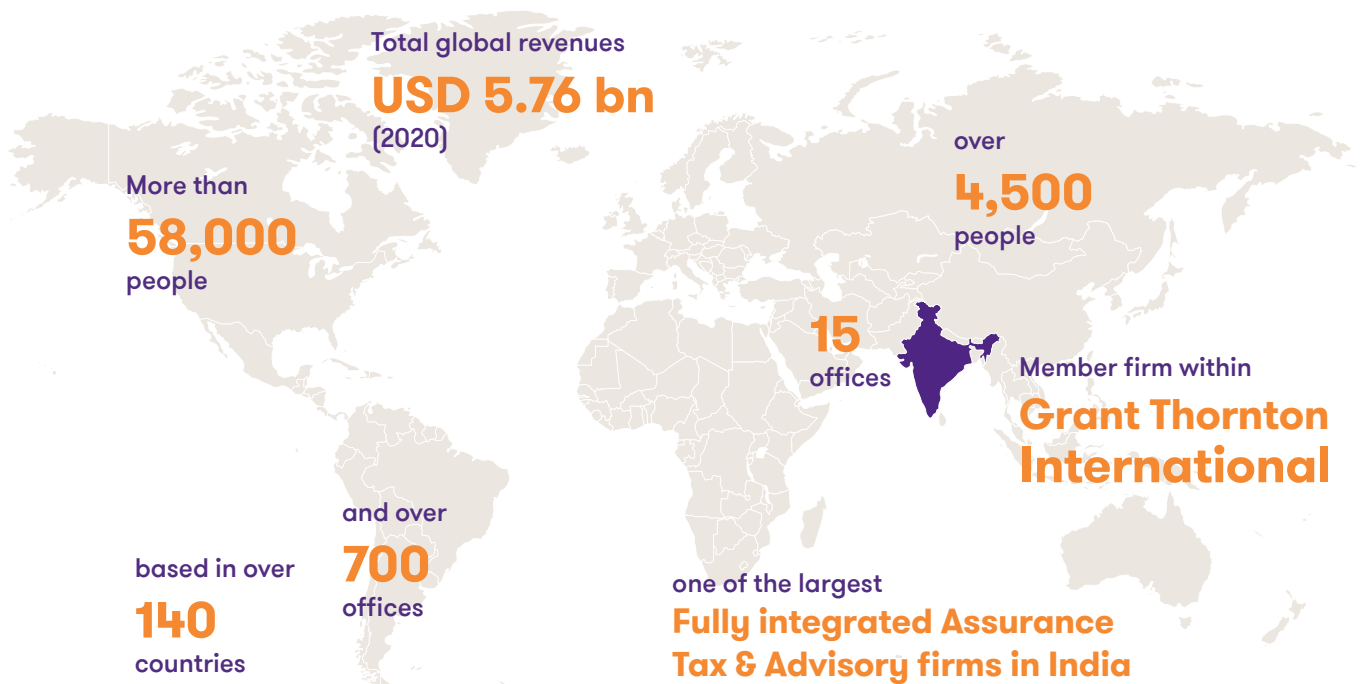 Total global revenues
USD 5.76 bn
(2020)
More than
58,000
people
based in over
140
countries
and over
700
offices
over
4,500
people
15
offices
Member firm within
Grant Thornton
International
one of the largest
Fully integrated Assurance
Tax & Advisory firms in India